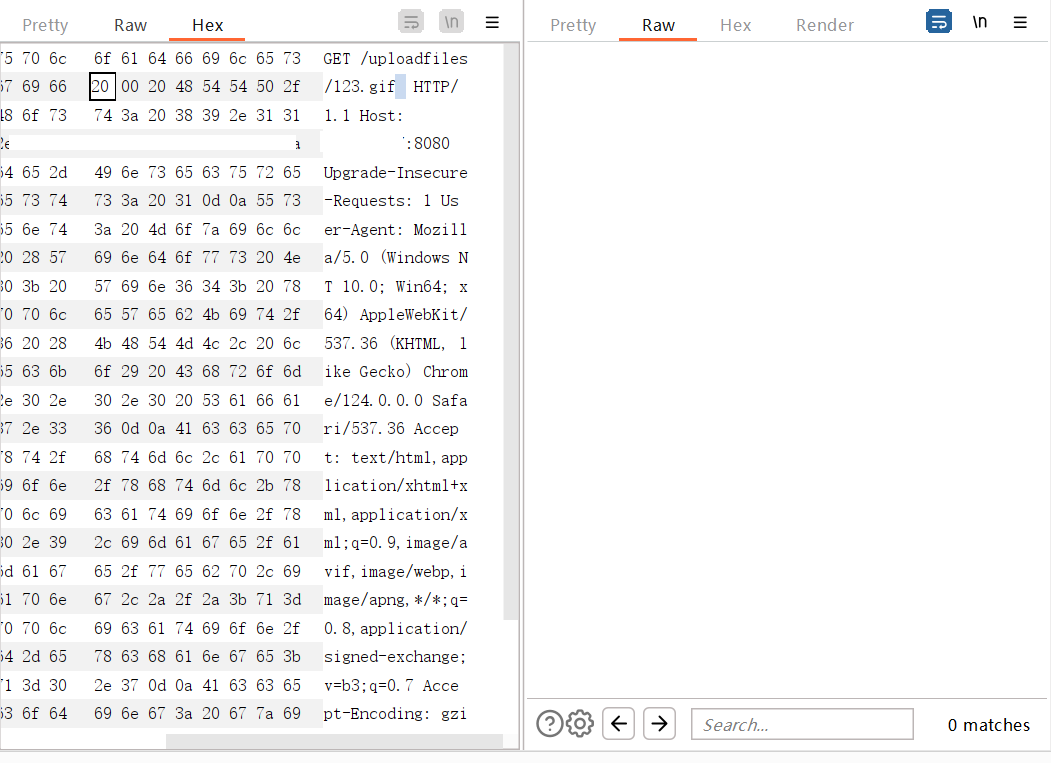 Pretty Raw Hex \n
Pretty Raw Hex Render \n
75 70 6c 6f 61 64 66 69 6c 65 73 GET /uploadfiles
67 69 66 20 00 20 48 54 54 50 2f /123.gif HTTP/
48 6f 73 74 3a 20 38 39 2e 31 31 1.1 Host:
:8080
64 65 2d 49 6e 73 65 63 75 72 65 Upgrade-Insecure
65 73 74 73 3a 20 31 0d 0a 55 73 -Requests: 1 Us
65 6e 74 3a 20 4d 6f 7a 69 6c 6c er-Agent: Mozill
20 28 57 69 6e 64 6f 77 73 20 4e a/5.0 (Windows N
30 3b 20 57 69 6e 36 34 3b 20 78 T 10.0; Win64; x
70 70 6c 65 57 65 62 4b 69 74 2f 64) AppleWebKit/
36 20 28 4b 48 54 4d 4c 2c 20 6c 537.36 (KHTML, l
65 63 6b 6f 29 20 43 68 72 6f 6d ike Gecko) Chrom
2e 30 2e 30 2e 30 20 53 61 66 61 e/124.0.0.0 Safa
37 2e 33 36 0d 0a 41 63 63 65 70 ri/537.36 Accep
78 74 2f 68 74 6d 6c 2c 61 70 70 t: text/html,app
69 6f 6e 2f 78 68 74 6d 6c 2b 78 lication/xhtml+x
70 6c 69 63 61 74 69 6f 6e 2f 78 ml,application/x
30 2e 39 2c 69 6d 61 67 65 2f 61 ml;q=0.9,image/a
6d 61 67 65 2f 77 65 62 70 2c 69 vif,image/webp,i
61 70 6e 67 2c 2a 2f 2a 3b 71 3d mage/apng,*/*;q=
70 70 6c 69 63 61 74 69 6f 6e 2f 0.8,application/
64 2d 65 78 63 68 61 6e 67 65 3b signed-exchange;
71 3d 30 2e 37 0d 0a 41 63 63 65 v=b3;q=0.7 Acce
63 6f 64 69 6e 67 3a 20 67 7a 69 pt-Encoding: gzi
Search... 0 matches